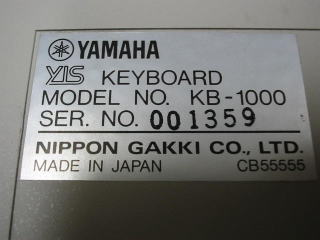 YAMAHA
YIS KEYBOARD
MODEL NO. KB-1000
SER. NO. 001359
NIPPON GAKKI CO., LTD.
MADE IN JAPAN CB55555